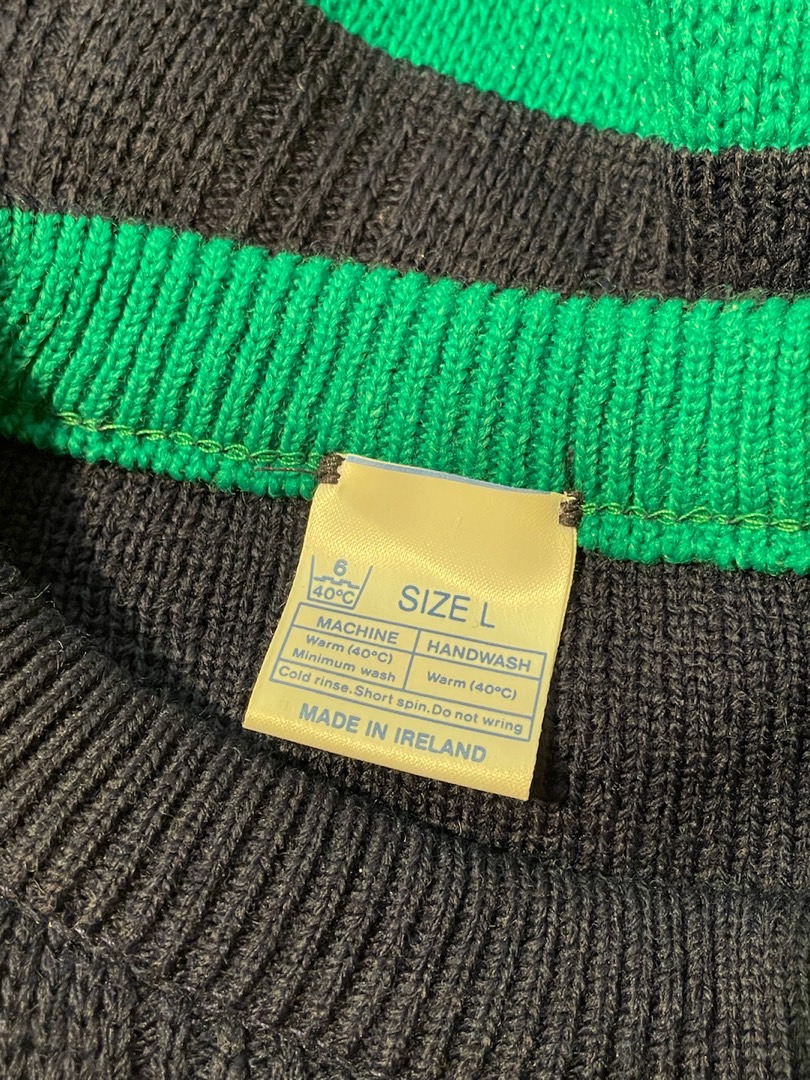 6
40°C
SIZE L
MACHINE
HANDWASH
Warm (40°C)
Minimum wash
Warm (40°C)
Cold rinse.Short spin.Do not wring
MADE IN IRELAND